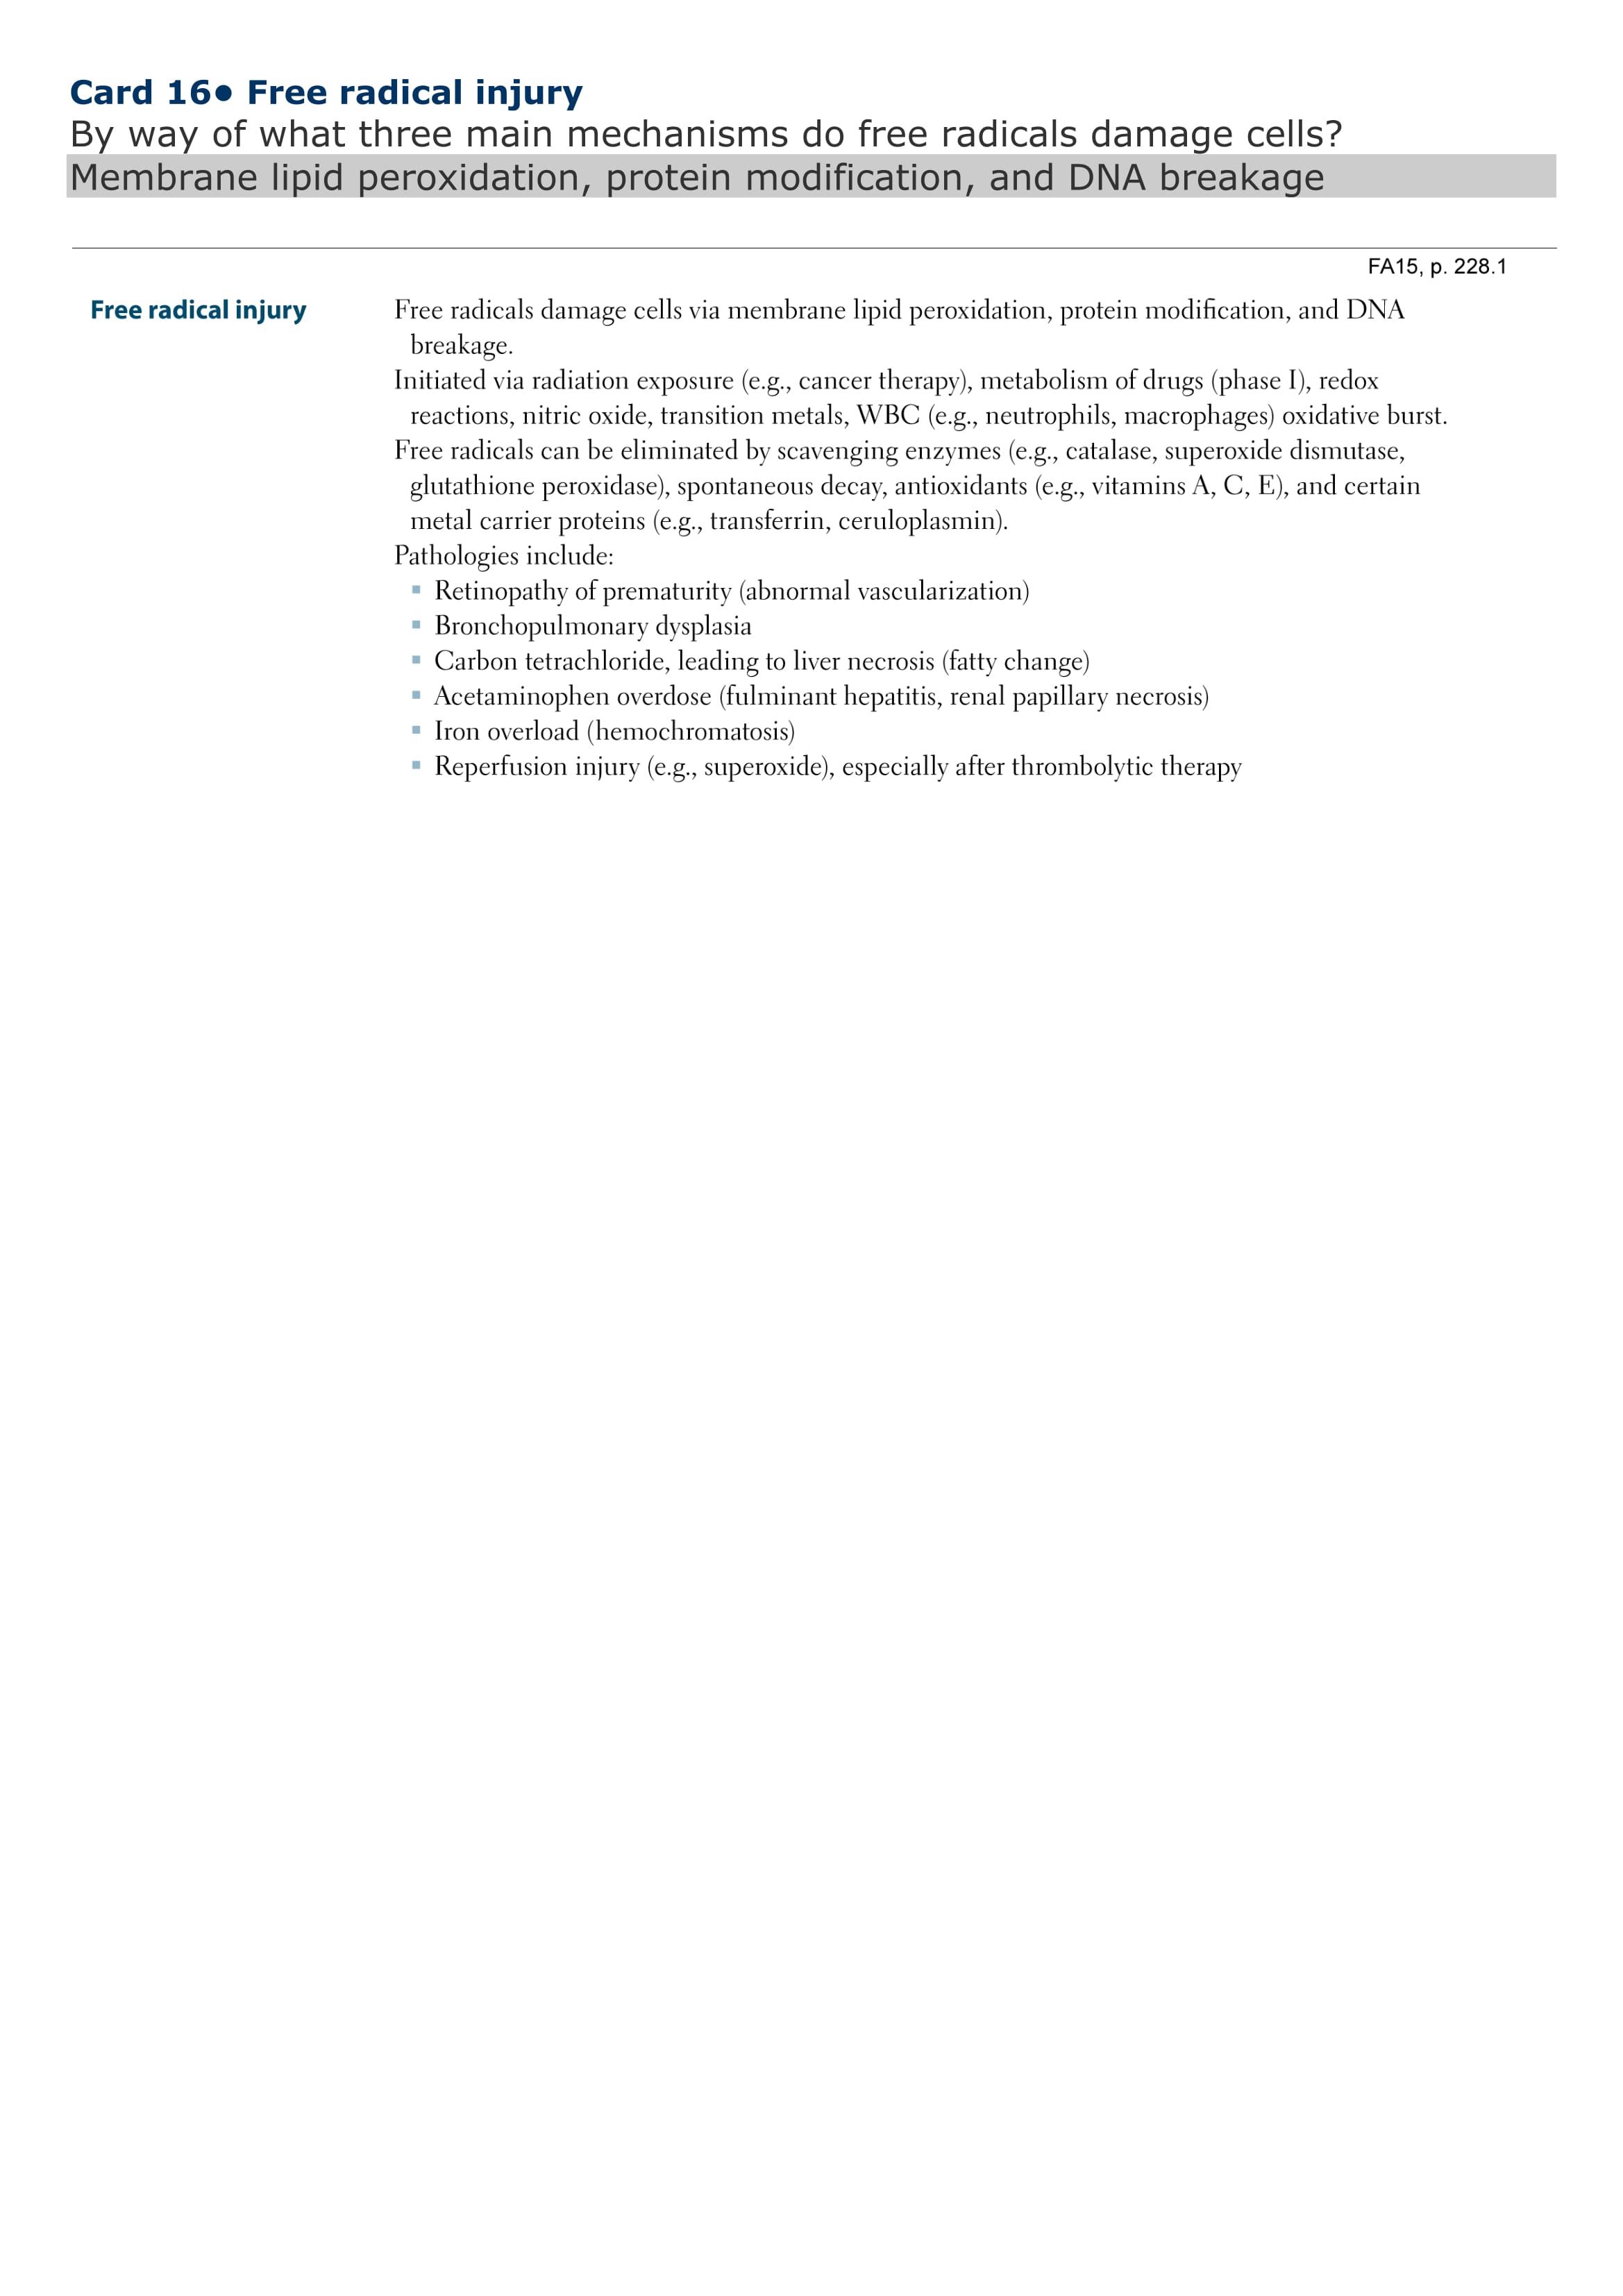 Card 16● Free radical injury
By way of what three main mechanisms do free radicals damage cells?
Membrane lipid peroxidation, protein modification, and DNA breakage
FA15, p. 228.1
Free radical injury
Free radicals damage cells via membrane lipid peroxidation, protein modification, and DNA
breakage.
Initiated via radiation exposure (e.g., cancer therapy), metabolism of drugs (phase I), redox
reactions, nitric oxide, transition metals, WBC (e.g., neutrophils, macrophages) oxidative burst.
Free radicals can be eliminated by scavenging enzymes (e.g., catalase, superoxide dismutase,
glutathione peroxidase), spontaneous decay, antioxidants (e.g., vitamins A, C, E), and certain
metal carrier proteins (e.g., transferrin, ceruloplasmin).
Pathologies include:
▪ Retinopathy of prematurity (abnormal vascularization)
▪ Bronchopulmonary dysplasia
▪ Carbon tetrachloride, leading to liver necrosis (fatty change)
▪ Acetaminophen overdose (fulminant hepatitis, renal papillary necrosis)
▪ Iron overload (hemochromatosis)
▪ Reperfusion injury (e.g., superoxide), especially after thrombolytic therapy